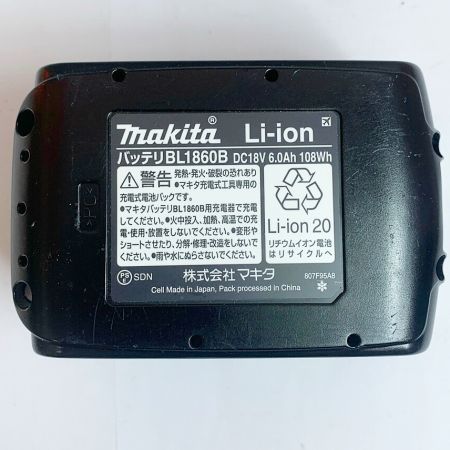 makita® Li-ion
バッテリBL1860B DC18V 6.0Ah 108Wh
警告 発熱・発火・破裂の恐れあり
●マキタ充電式工具専用の
充電式電池パックです。
●マキタバッテリBL1860B用充電器で充電
してください。●火中投入、加熱、高温での充
電・使用・放置をしないでください。●変形や
ショートさせたり、分解・修理・改造をしないで
ください。●雨や水にぬらさないでください。
Li-ion 20
リチウムイオン電池
はリサイクルへ
PS E SDN 株式会社マキタ 807F95A8
Cell Made in Japan, Pack processed in China
>PC<